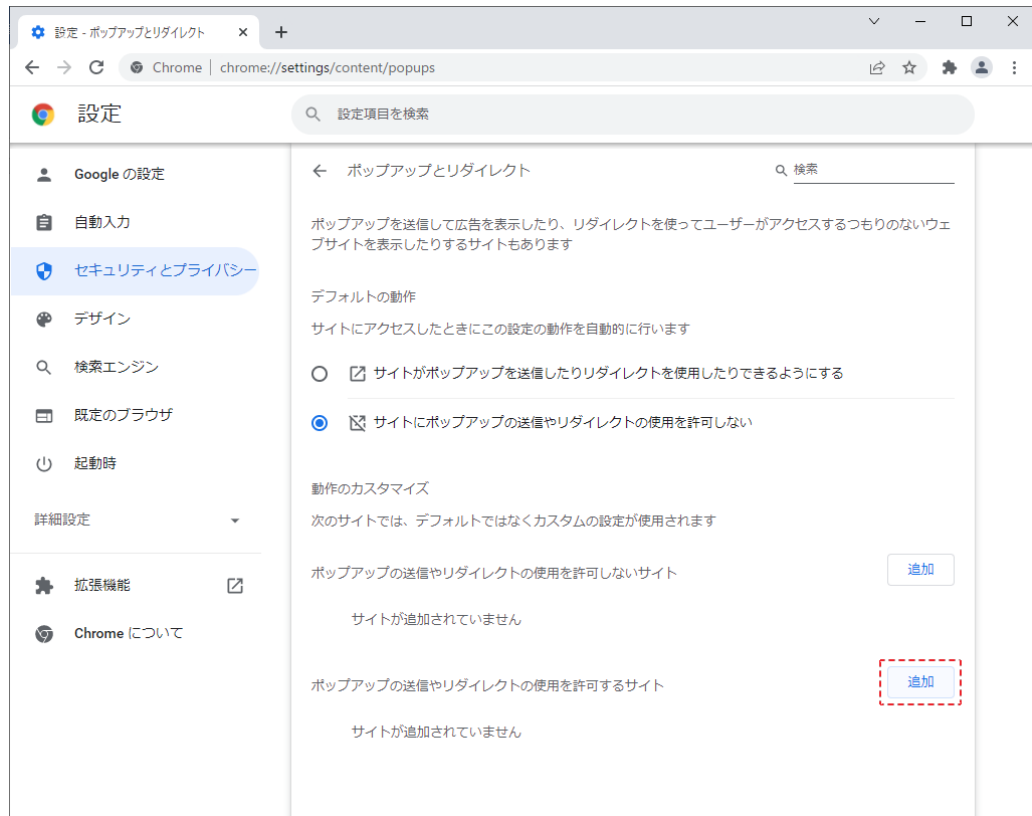 設定 - ポップアップとリダイレクト
Chrome | chrome://settings/content/popups
設定
設定項目を検索
Google の設定
自動入力
セキュリティとプライバシー
デザイン
検索エンジン
既定のブラウザ
起動時
詳細設定
拡張機能
Chrome について
ポップアップとリダイレクト
検索
ポップアップを送信して広告を表示したり、リダイレクトを使ってユーザーがアクセスするつもりのないウェ
ブサイトを表示したりするサイトもあります
デフォルトの動作
サイトにアクセスしたときにこの設定の動作を自動的に行います
サイトがポップアップを送信したりリダイレクトを使用したりできるようにする
サイトにポップアップの送信やリダイレクトの使用を許可しない
動作のカスタマイズ
次のサイトでは、デフォルトではなくカスタムの設定が使用されます
ポップアップの送信やリダイレクトの使用を許可しないサイト
追加
サイトが追加されていません
ポップアップの送信やリダイレクトの使用を許可するサイト
追加
サイトが追加されていません